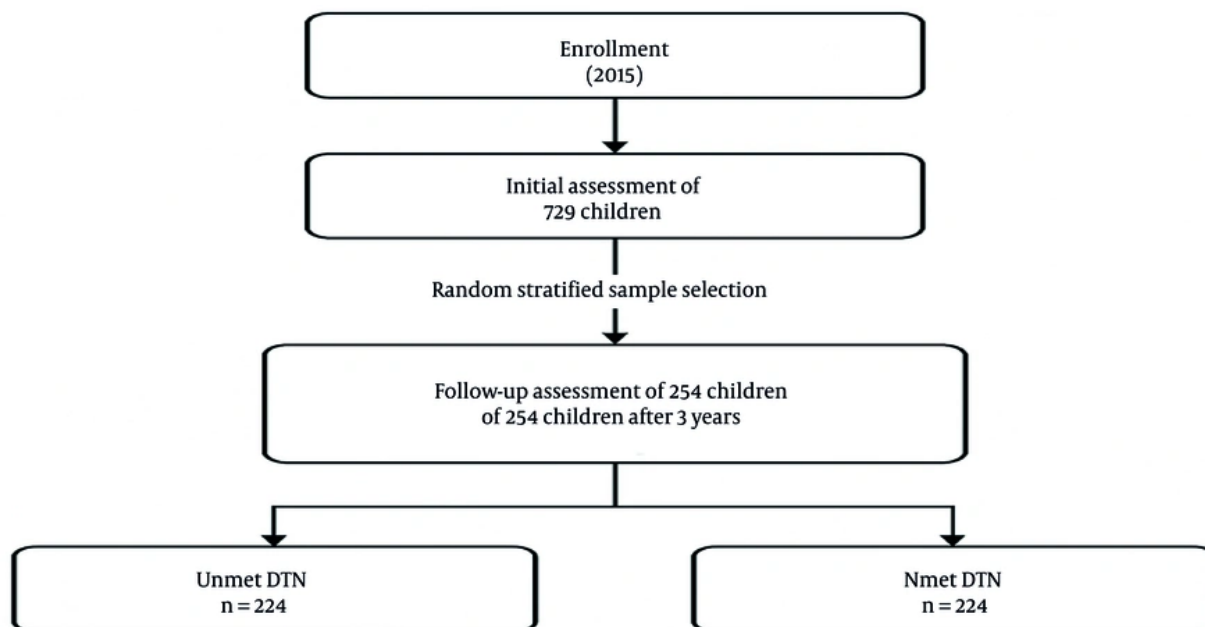 Enrollment
(2015)
Initial assessment of
729 children
Random stratified sample selection
Follow-up assessment of 254 children
of 254 children after 3 years
Unmet DTN
n = 224
Nmet DTN
n = 224